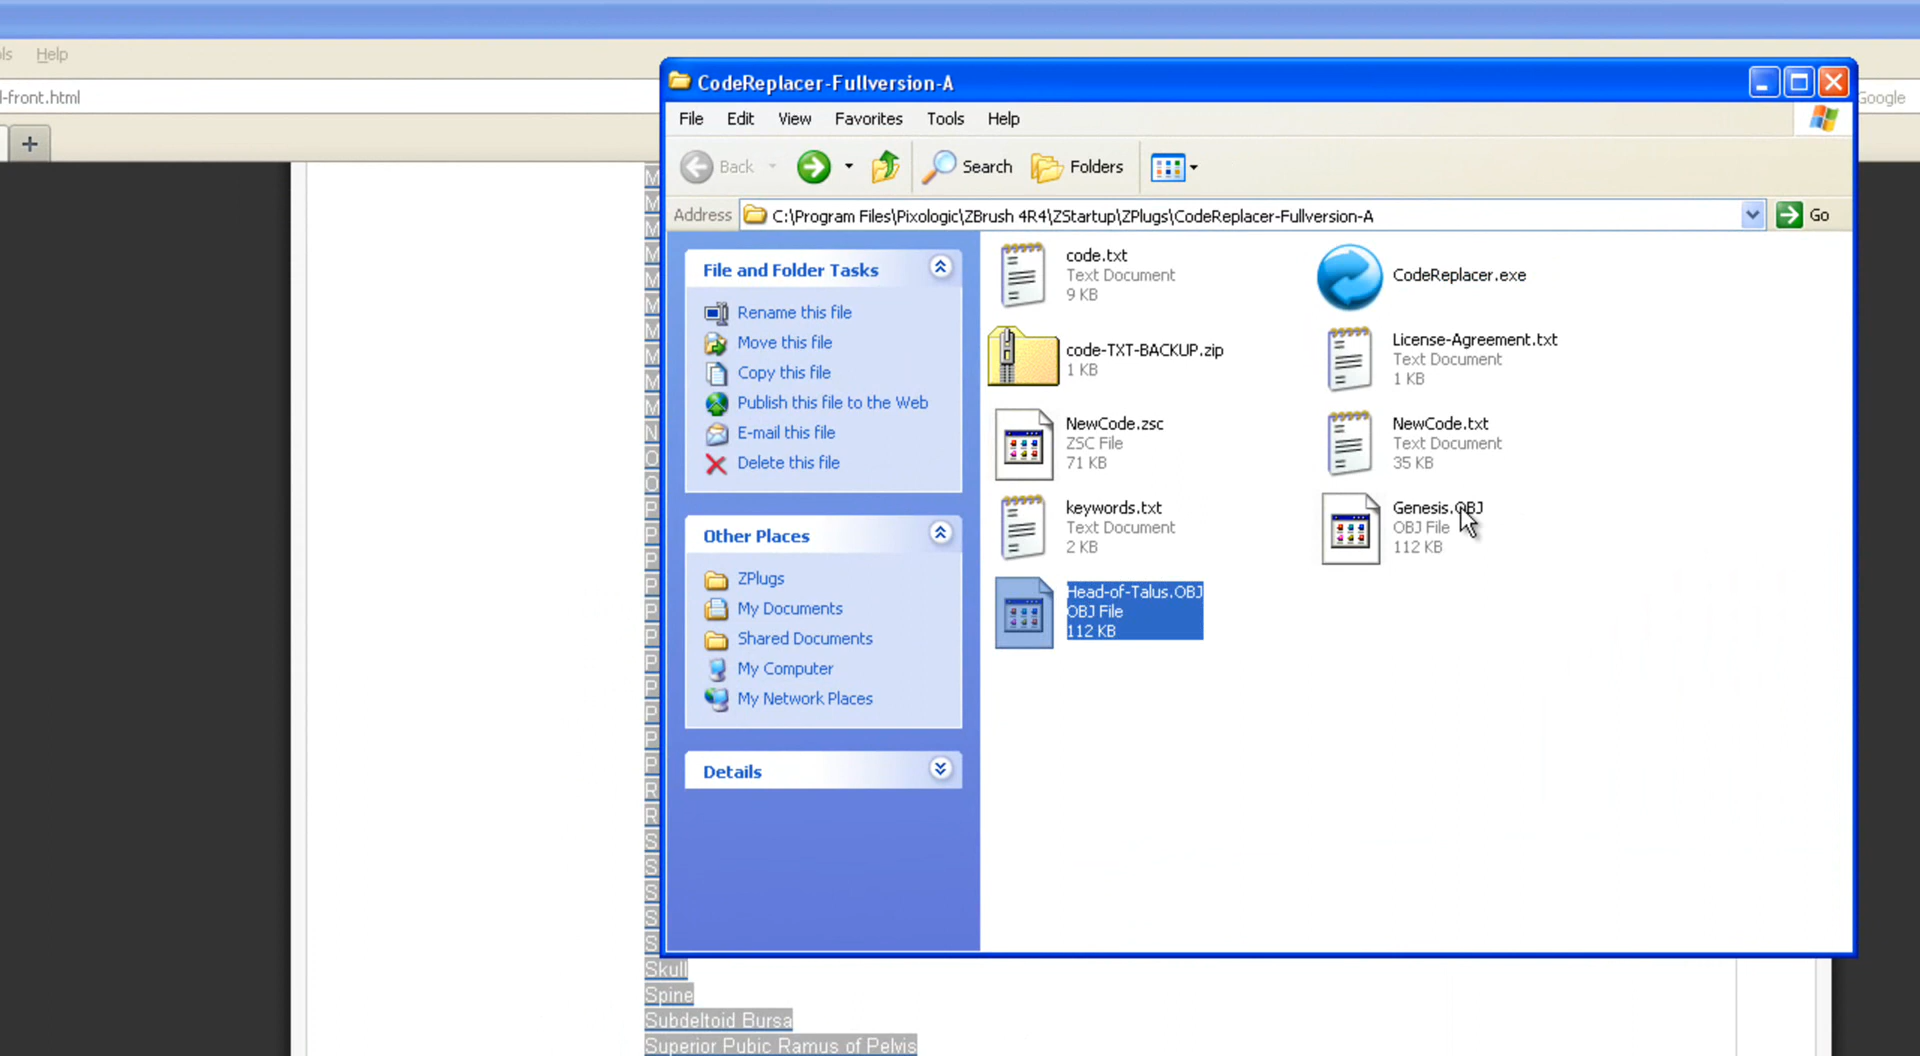 ls Help
l-front.html
Google
CodeReplacer-Fullversion-A
File Edit View Favorites Tools Help
Back Search Folders
Address C:\Program Files\Pixologic\ZBrush 4R4\ZStartup\ZPlugs\CodeReplacer-Fullversion-A Go
File and Folder Tasks
Rename this file
Move this file
Copy this file
Publish this file to the Web
E-mail this file
Delete this file
Other Places
ZPlugs
My Documents
Shared Documents
My Computer
My Network Places
Details
code.txt
Text Document
9 KB
CodeReplacer.exe
code-TXT-BACKUP.zip
1 KB
License-Agreement.txt
Text Document
1 KB
NewCode.zsc
ZSC File
71 KB
NewCode.txt
Text Document
35 KB
keywords.txt
Text Document
2 KB
Genesis.OBJ
OBJ File
112 KB
Head-of-Talus.OBJ
OBJ File
112 KB
M
M
M
M
M
M
M
M
M
M
N
O
O
P
P
P
P
P
P
P
P
P
P
P
R
R
S
S
S
S
S
Skull
Spine
Subdeltoid Bursa
Superior Pubic Ramus of Pelvis